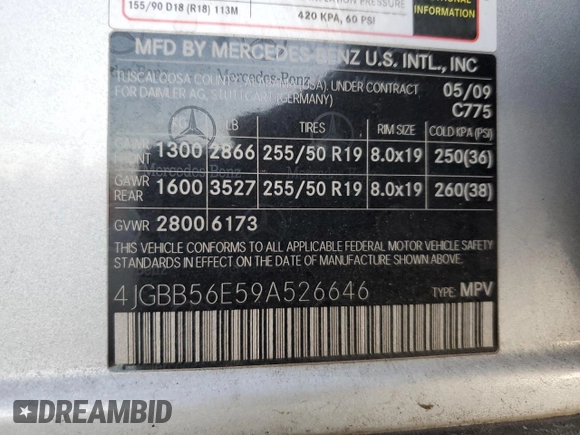 155/90 D18 (R18) 113M
PRESSURE
420 KPA, 60 PSI
INFORMATION
MFD BY MERCEDES-BENZ U.S. INTL., INC
TUSCALOOSA COUNTY, (USA). UNDER CONTRACT 05/09
FOR DAIMLER AG, STUTTGART (GERMANY) C775
LB TIRES RIM SIZE COLD KPA (PSI)
FRONT 1300 2866 255/50 R19 8.0x19 250(36)
GAWR REAR 1600 3527 255/50 R19 8.0x19 260(38)
GVWR 2800 6173
THIS VEHICLE CONFORMS TO ALL APPLICABLE FEDERAL MOTOR VEHICLE SAFETY
STANDARDS IN EFFECT ON THE DATE OF MANUFACTURE SHOWN ABOVE.
4JGBB56E59A526646 TYPE: MPV
DREAMBID